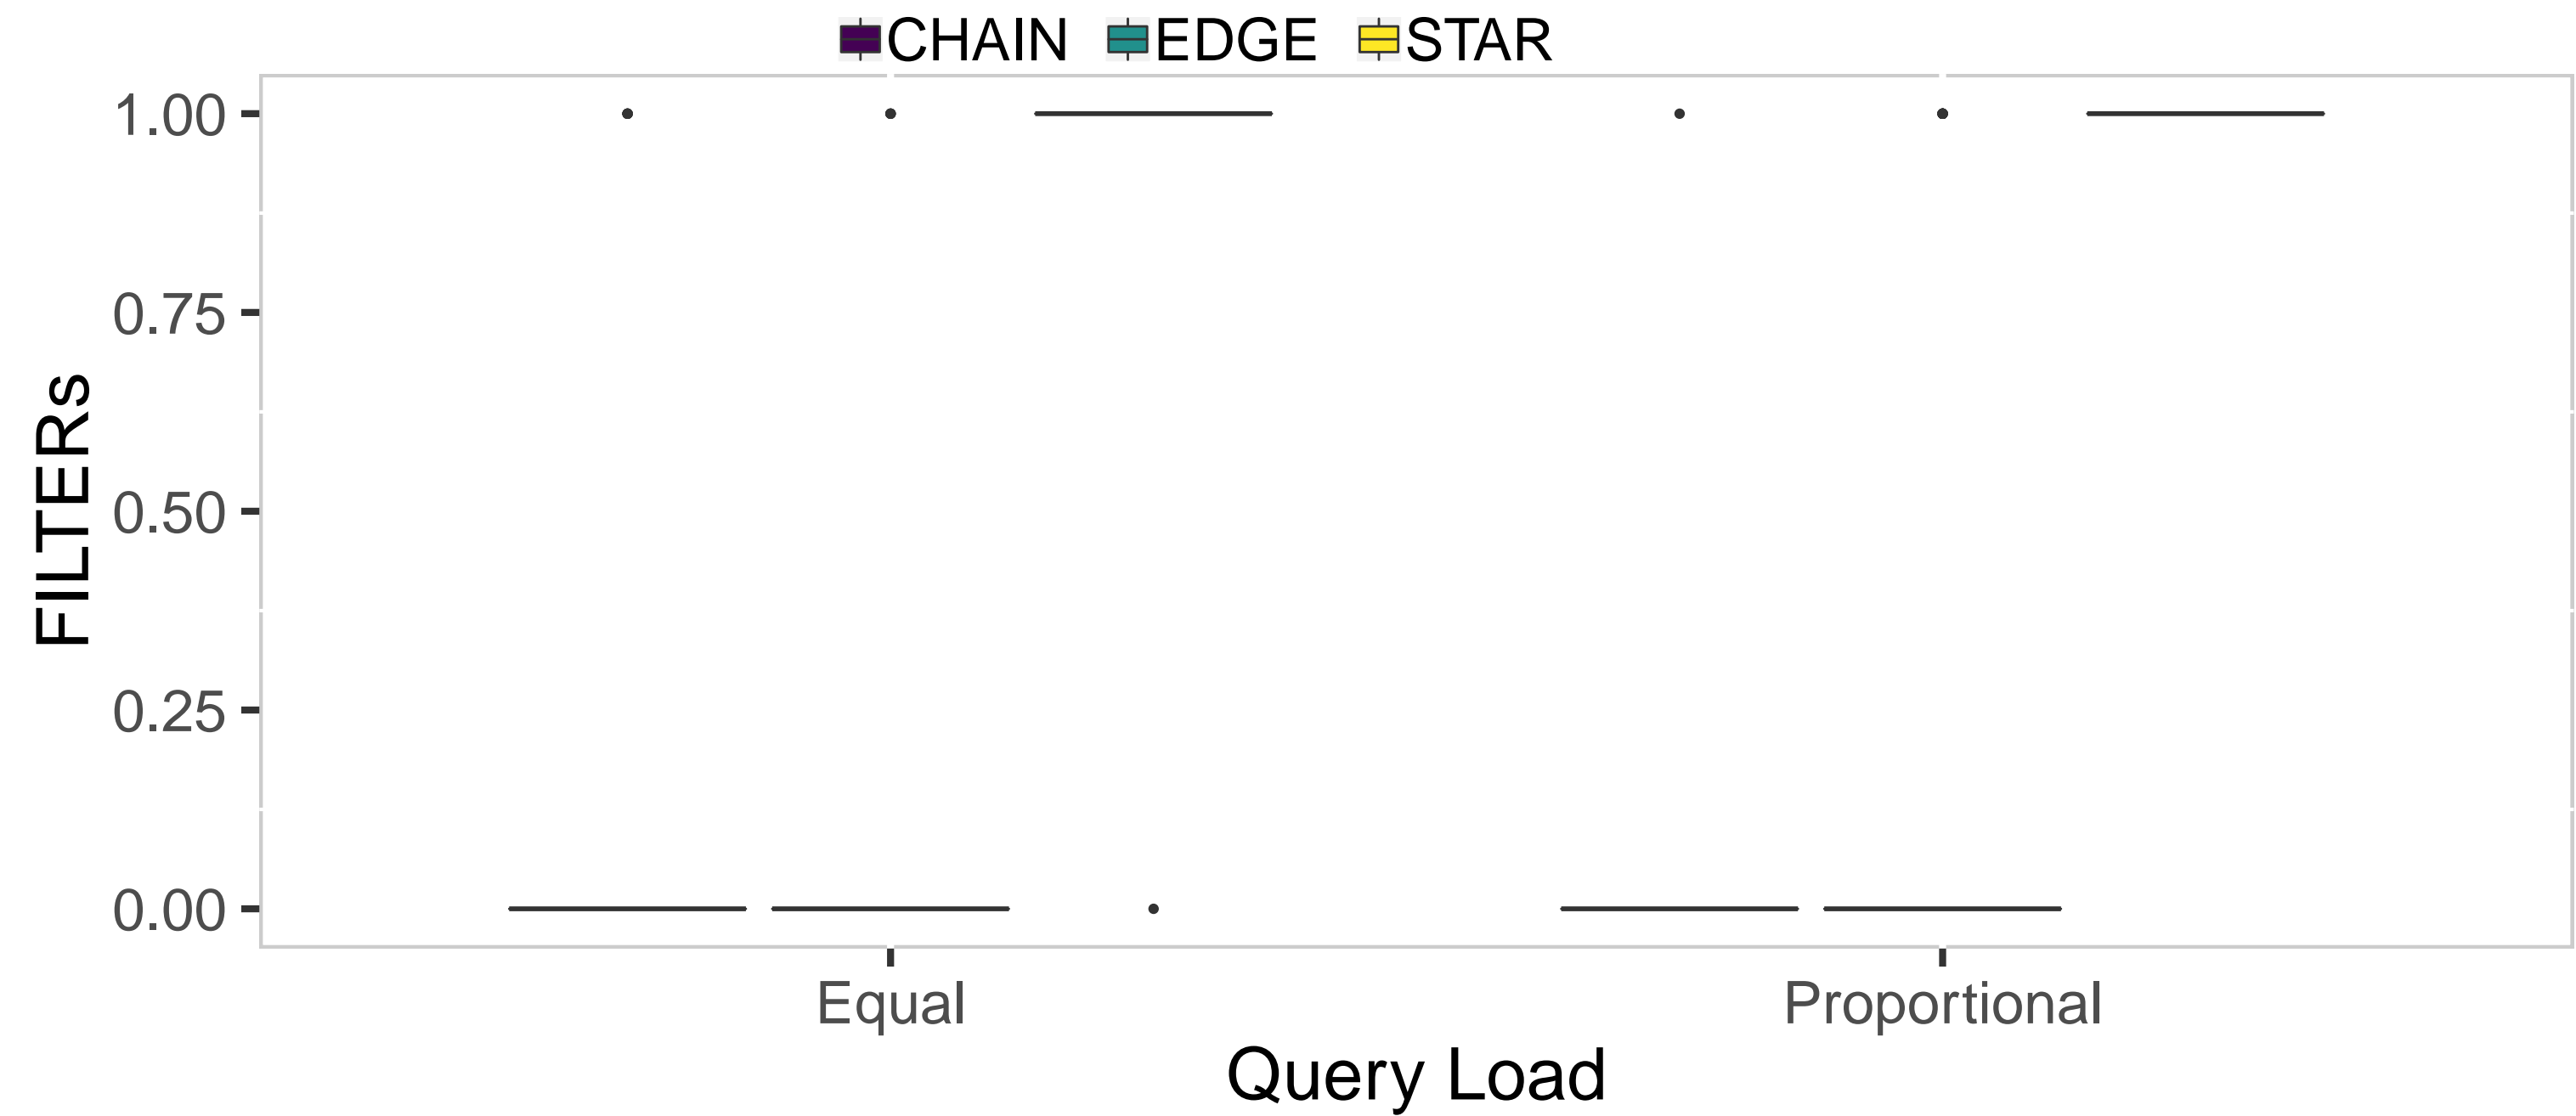 CHAIN EDGE STAR
1.00
0.75
0.50
0.25
0.00
FILTERs
Equal Proportional
Query Load